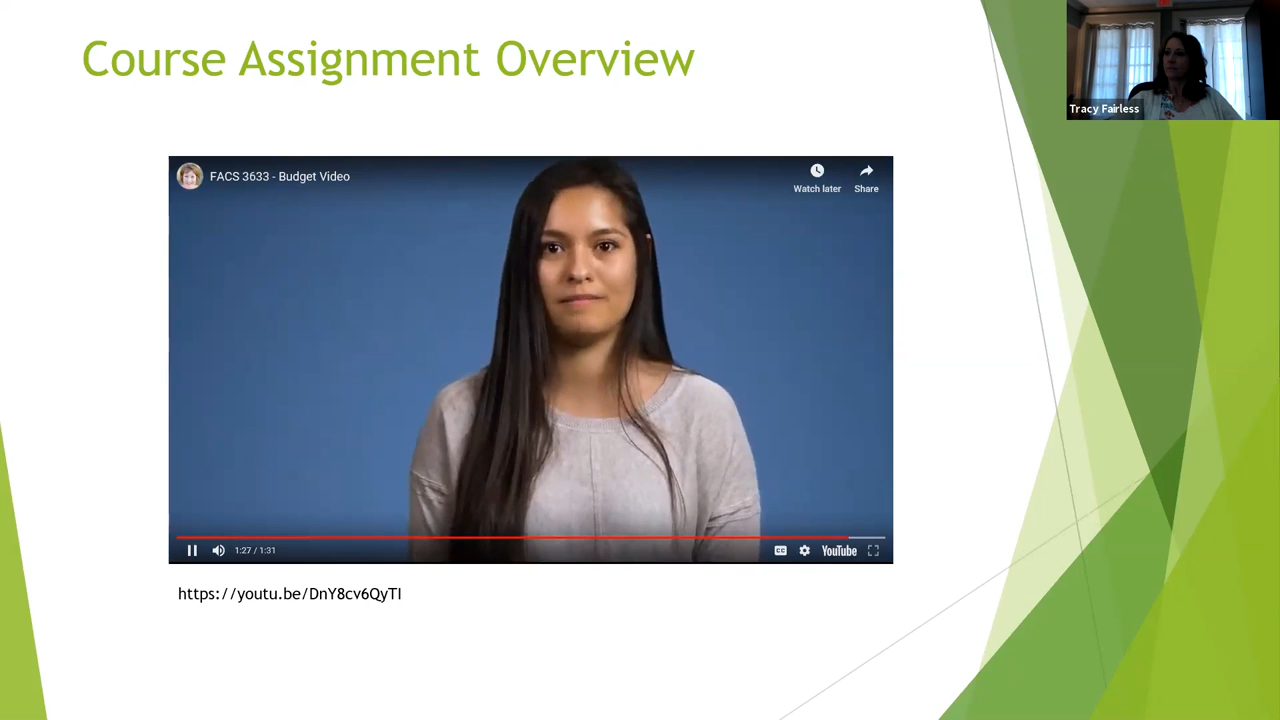 Course Assignment Overview
Tracy Fairless
FACS 3633 - Budget Video
Watch later
Share
1:27 / 1:31
CC
YouTube
https://youtu.be/DnY8cv6QyTI